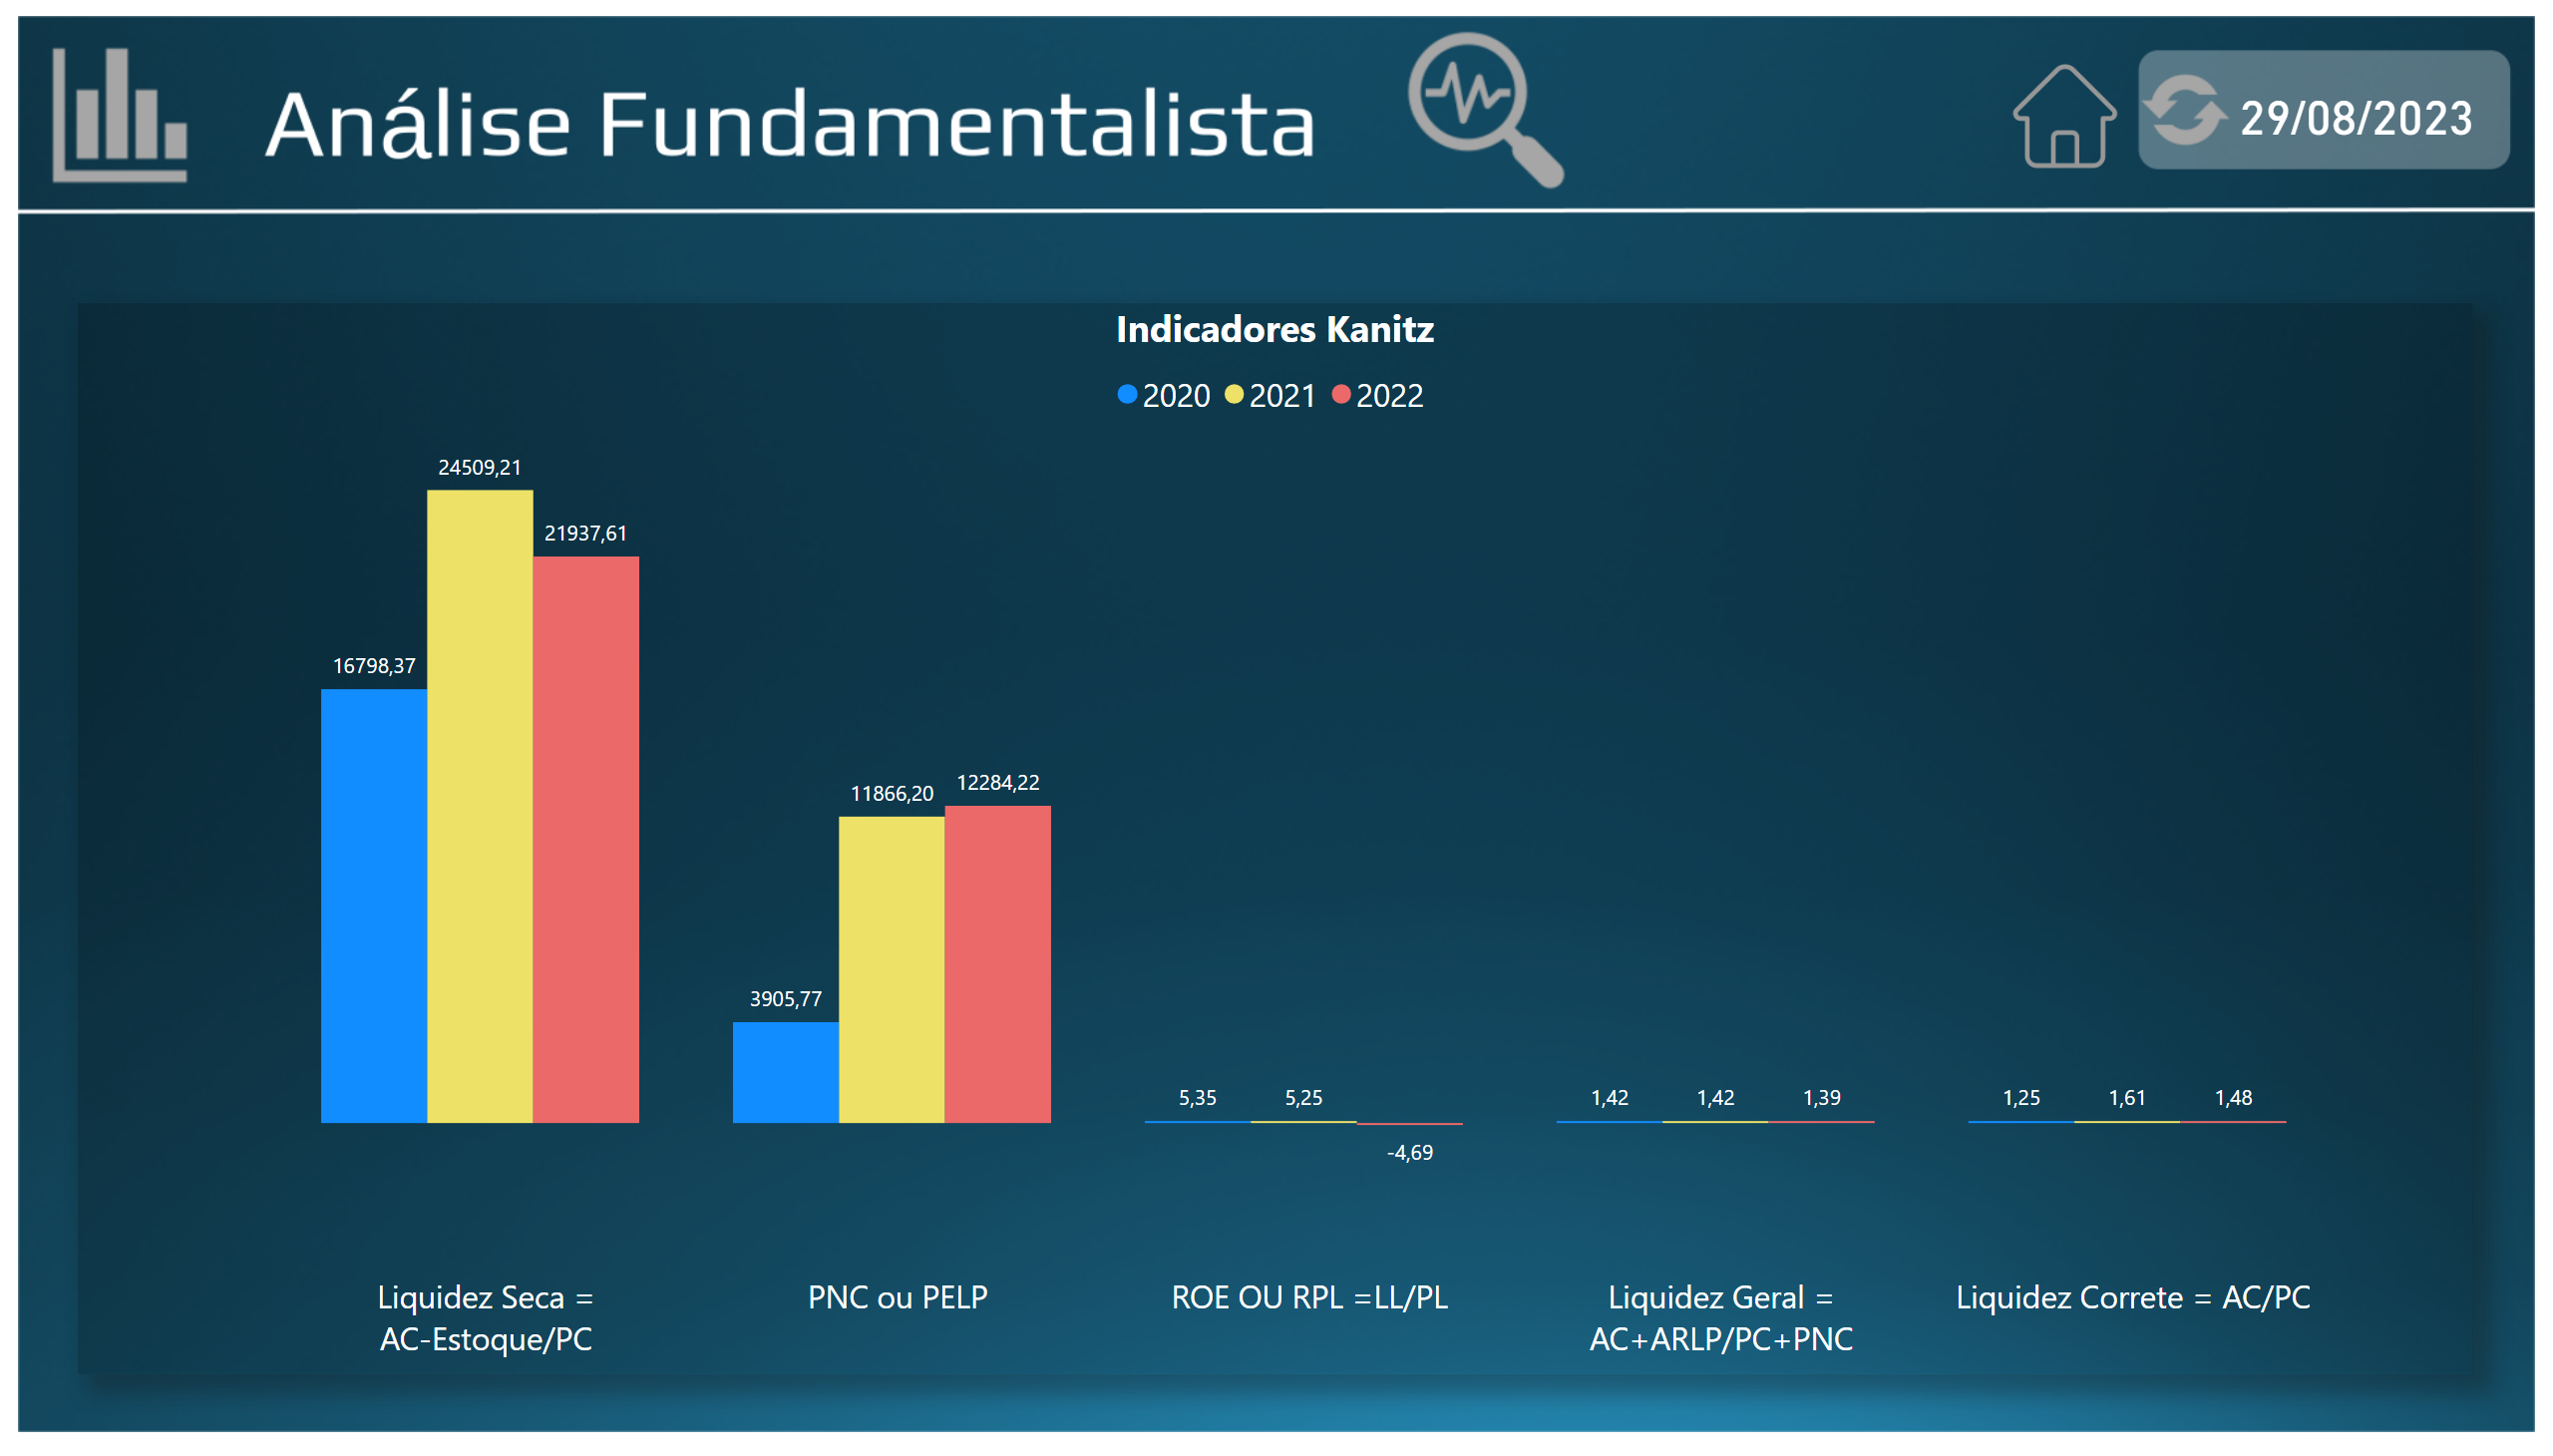 Análise Fundamentalista
29/08/2023
Indicadores Kanitz
2020 2021 2022
24509,21
21937,61
16798,37
12284,22
11866,20
3905,77
5,35 5,25 1,42 1,42 1,39 1,25 1,61 1,48
-4,69
Liquidez Seca = PNC ou PELP ROE OU RPL =LL/PL Liquidez Geral = Liquidez Correte = AC/PC
AC-Estoque/PC AC+ARLP/PC+PNC